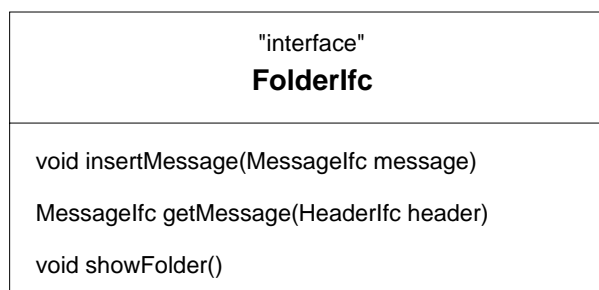 "interface"
FolderIfc
void insertMessage(MessageIfc message)
MessageIfc getMessage(HeaderIfc header)
void showFolder()